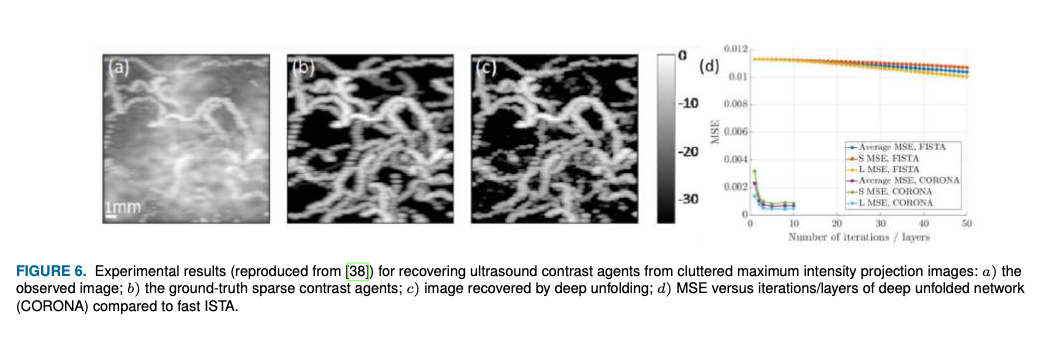 (a)
(b)
(c)
(d)
1mm
0
-10
-20
-30
0.012
0.01
0.008
0.006
0.004
0.002
0
MSE
Average MSE, FISTA
S MSE, FISTA
L MSE, FISTA
Average MSE, CORONA
S MSE, CORONA
L MSE, CORONA
0 10 20 30 40 50
Number of iterations / layers
FIGURE 6. Experimental results (reproduced from [38]) for recovering ultrasound contrast agents from cluttered maximum intensity projection images: a) the
observed image; b) the ground-truth sparse contrast agents; c) image recovered by deep unfolding; d) MSE versus iterations/layers of deep unfolded network
(CORONA) compared to fast ISTA.